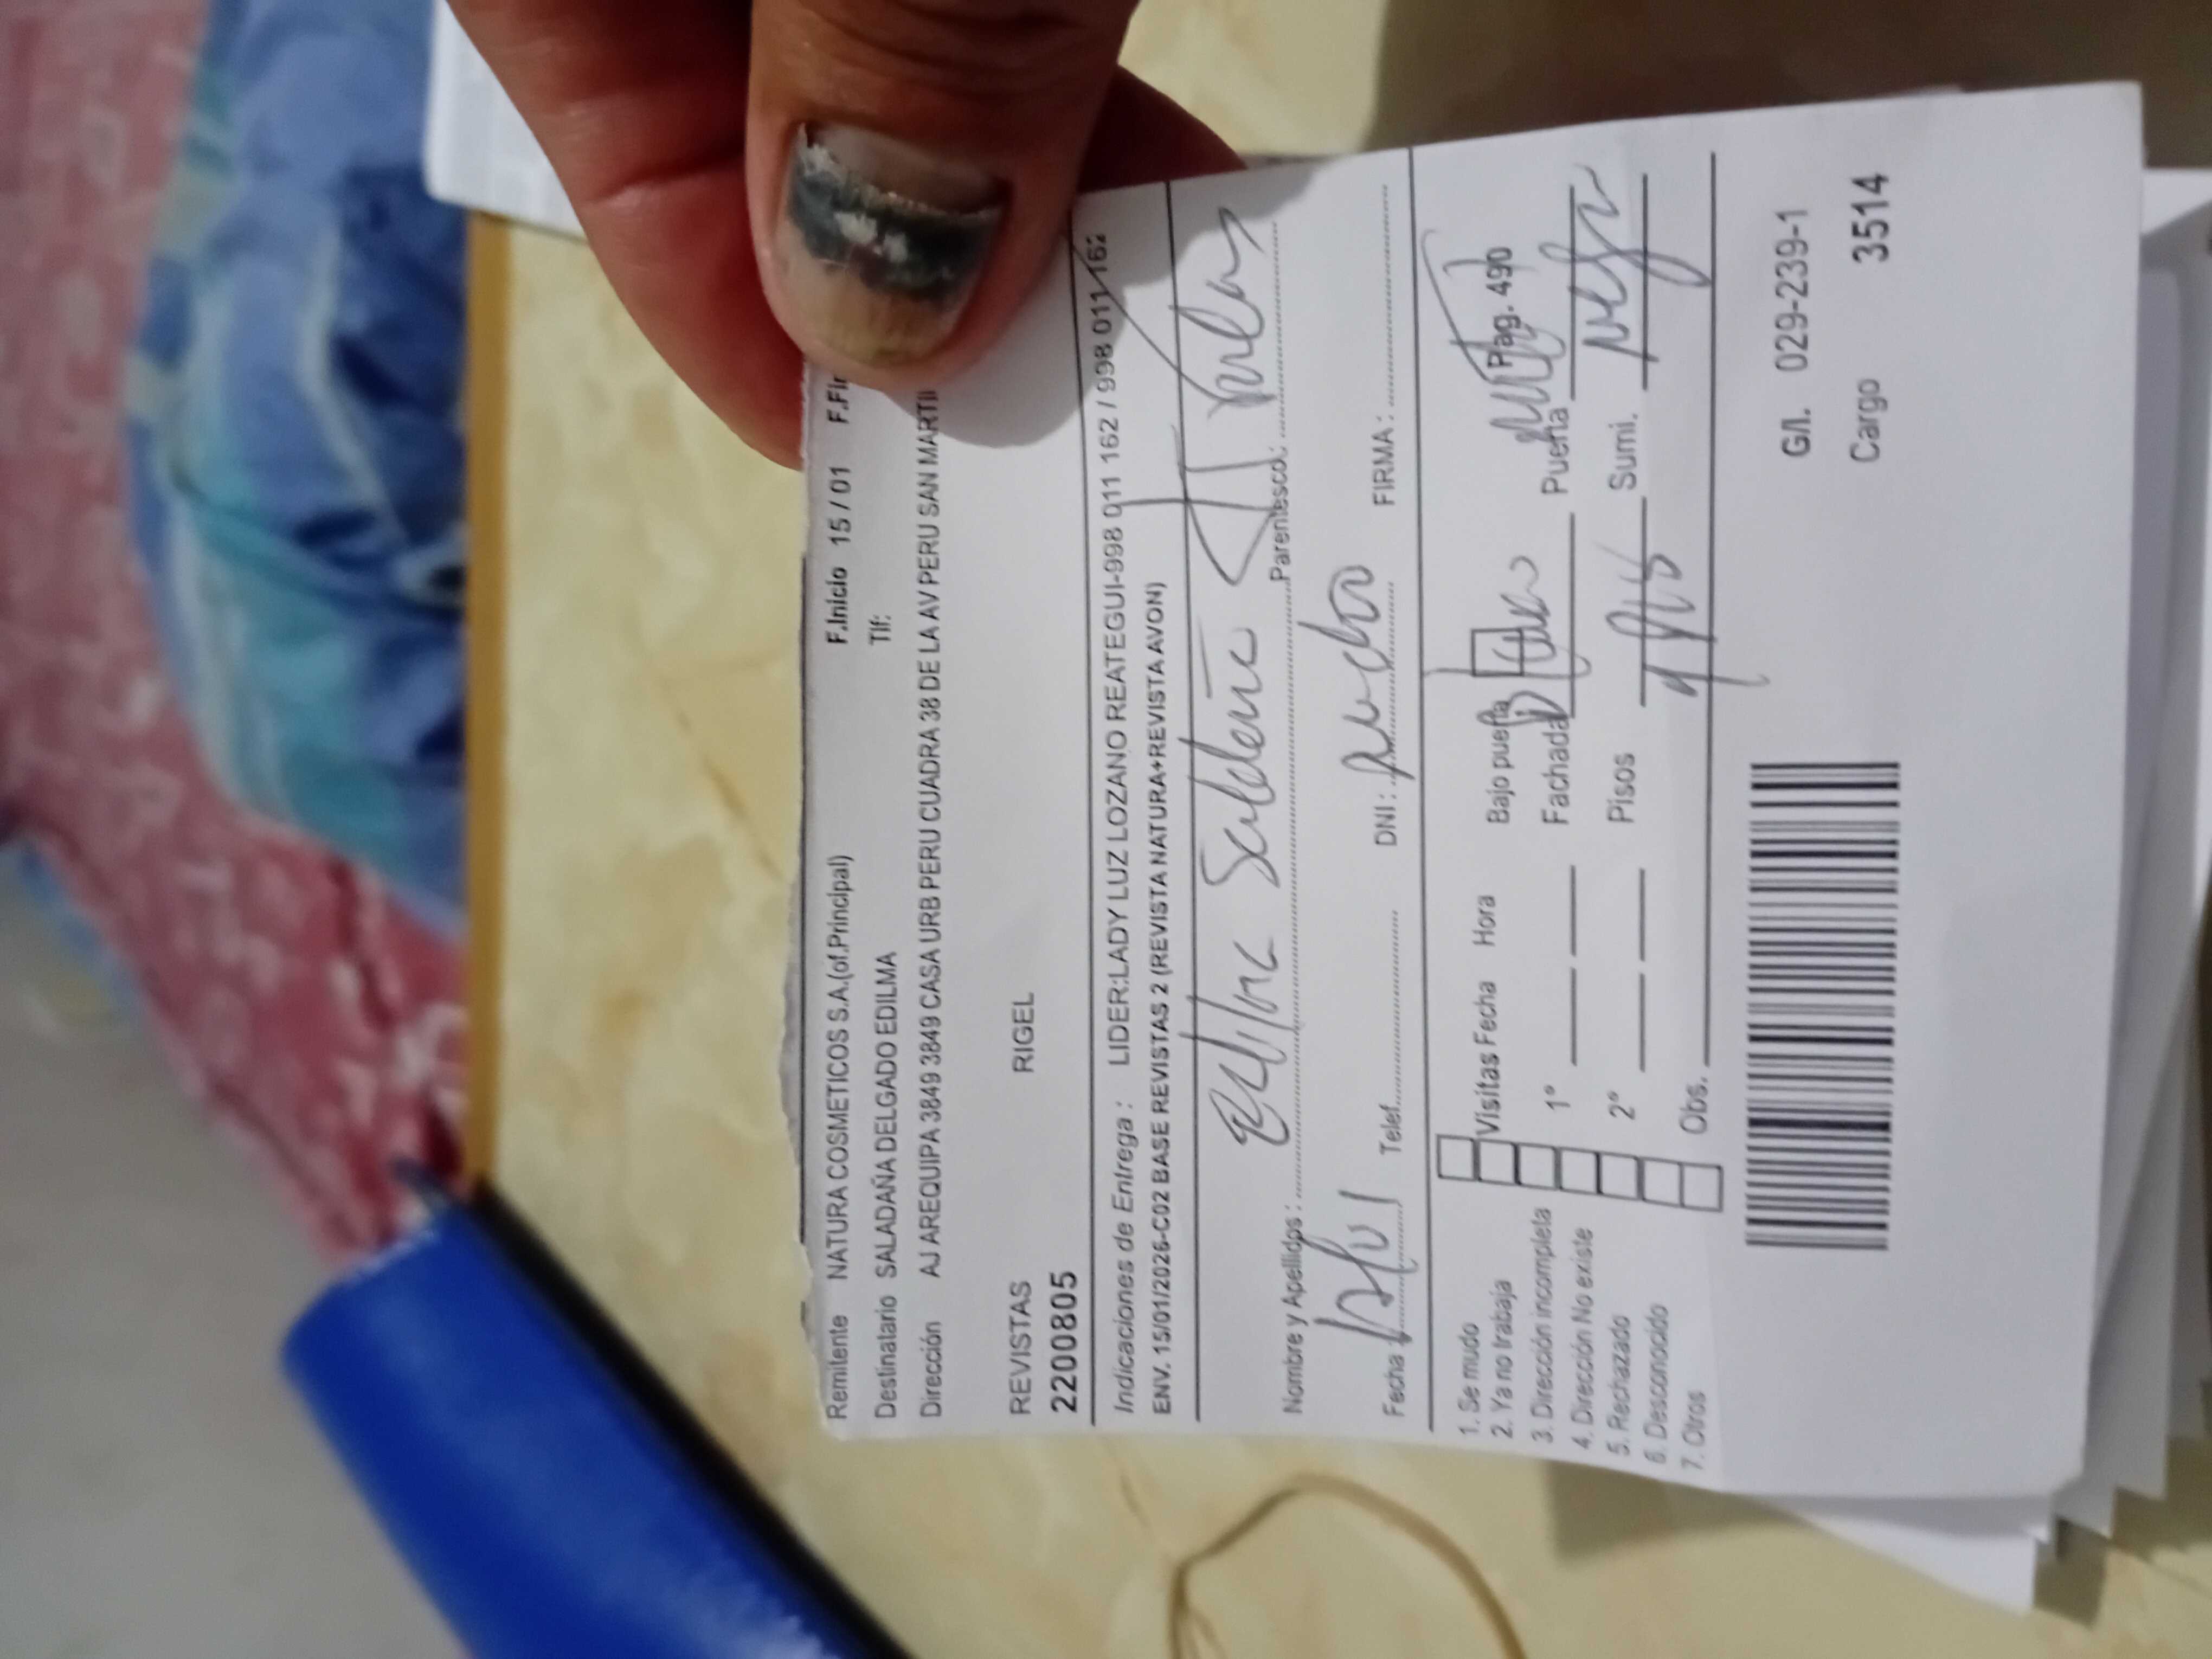 Remitente NATURA COSMETICOS S.A.(of.Principal) F.Inicio 15 / 01 F.Fin
Destinatario SALADAÑA DELGADO EDILMA Tlf:
Dirección AJ AREQUIPA 3849 3849 CASA URB PERU CUADRA 38 DE LA AV PERU SAN MARTI
REVISTAS RIGEL
2200805
Indicaciones de Entrega : LIDER:LADY LUZ LOZANO REATEGUI-998 011 162 / 998 011 162
ENV. 15/01/2026-C02 BASE REVISTAS 2 (REVISTA NATURA+REVISTA AVON)
Saldaña
Nombre y Apellidos : Parentesco:
Fecha : Telef. DNI : FIRMA :
1. Se mudo Visitas Fecha Hora Bajo puerta Pag. 490
2. Ya no trabaja
3. Dirección incompleta 1° Fachada Puerta
4. Dirección No existe
5. Rechazado 2° Pisos Sumi.
6. Desconocido
7. Otros Obs.
G/I. 029-239-1
Cargo 3514